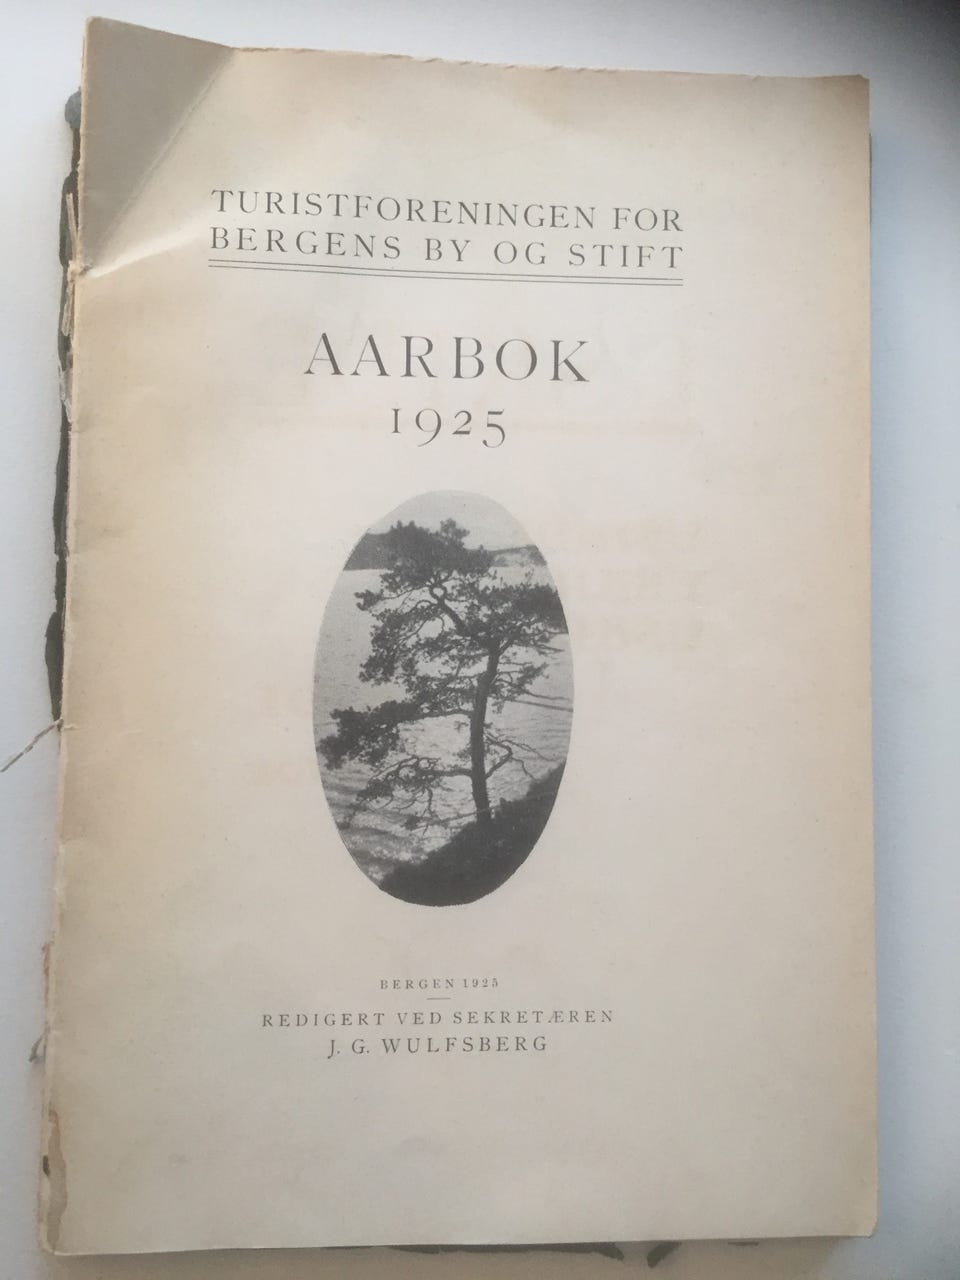 TURISTFORENINGEN FOR
BERGENS BY OG STIFT
AARBOK
1925
BERGEN 1925
REDIGERT VED SEKRETÆREN
J. G. WULFSBERG